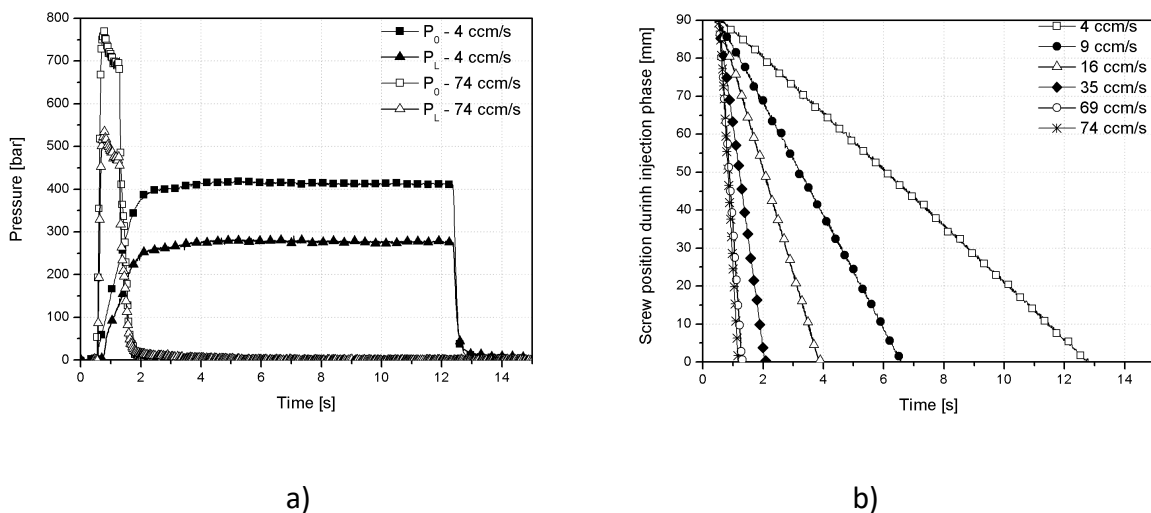 800
700
600
500
400
300
200
100
0
Pressure [bar]
0 2 4 6 8 10 12 14
Time [s]
P0 - 4 ccm/s
PL - 4 ccm/s
P0 - 74 ccm/s
PL - 74 ccm/s
a)
90
80
70
60
50
40
30
20
10
0
Screw position durinh injection phase [mm]
0 2 4 6 8 10 12 14
Time [s]
4 ccm/s
9 ccm/s
16 ccm/s
35 ccm/s
69 ccm/s
74 ccm/s
b)